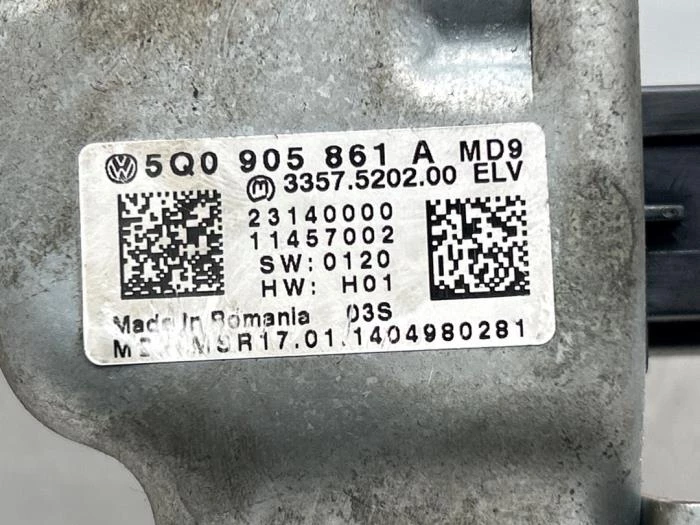 5Q0 905 861 A MD9
3357.5202.00 ELV
23140000
11457002
SW:0120
HW: H01
Made In Romania 03S
17.01.1404980281